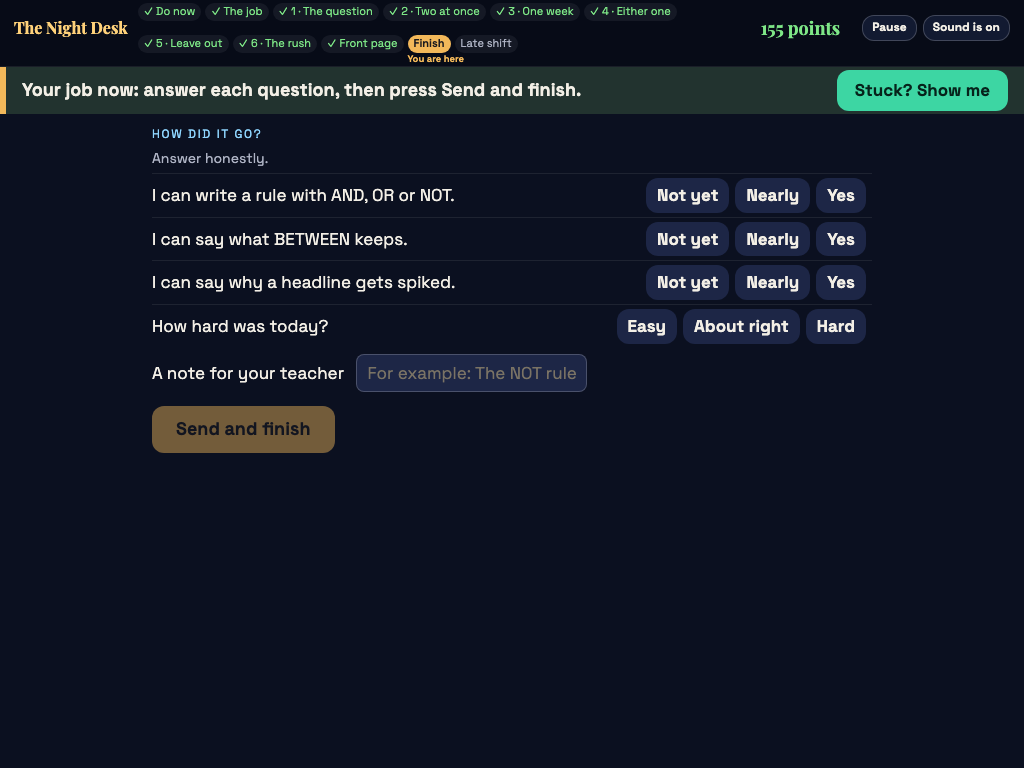 The Night Desk
✓ Do now ✓ The job ✓ 1 · The question ✓ 2 · Two at once ✓ 3 · One week ✓ 4 · Either one
✓ 5 · Leave out ✓ 6 · The rush ✓ Front page Finish Late shift
You are here
155 points
Pause
Sound is on
Your job now: answer each question, then press Send and finish.
Stuck? Show me
HOW DID IT GO?
Answer honestly.
I can write a rule with AND, OR or NOT. Not yet Nearly Yes
I can say what BETWEEN keeps. Not yet Nearly Yes
I can say why a headline gets spiked. Not yet Nearly Yes
How hard was today? Easy About right Hard
A note for your teacher For example: The NOT rule
Send and finish